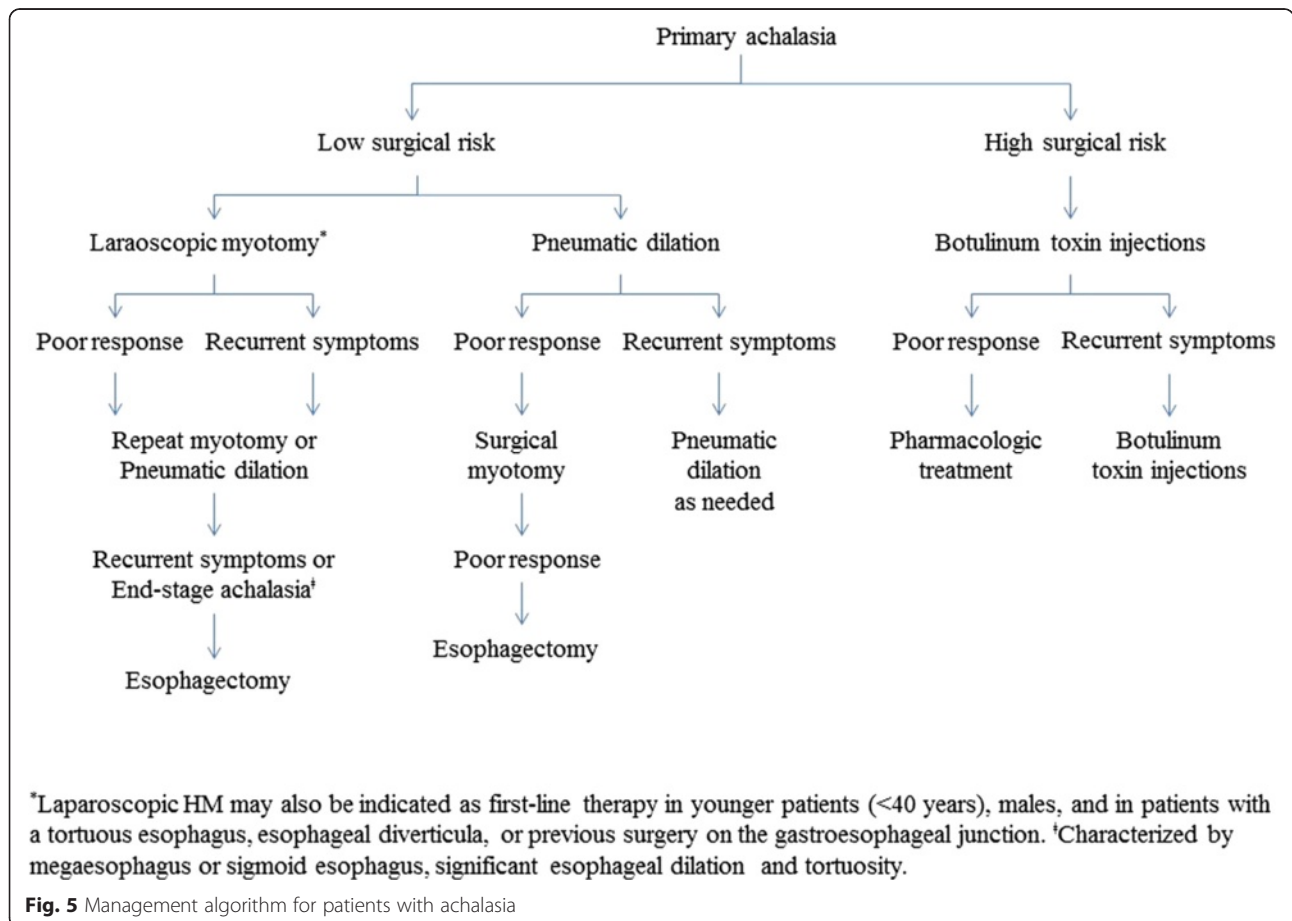 Primary achalasia
Low surgical risk
High surgical risk
Laraoscopic myotomy*
Pneumatic dilation
Botulinum toxin injections
Poor response
Recurrent symptoms
Poor response
Recurrent symptoms
Poor response
Recurrent symptoms
Repeat myotomy or
Pneumatic dilation
Surgical
myotomy
Pneumatic
dilation
as needed
Pharmacologic
treatment
Botulinum
toxin injections
Recurrent symptoms or
End-stage achalasia‡
Poor response
Esophagectomy
Esophagectomy
*Laparoscopic HM may also be indicated as first-line therapy in younger patients (<40 years), males, and in patients with
a tortuous esophagus, esophageal diverticula, or previous surgery on the gastroesophageal junction. ‡Characterized by
megaesophagus or sigmoid esophagus, significant esophageal dilation and tortuosity.
Fig. 5 Management algorithm for patients with achalasia